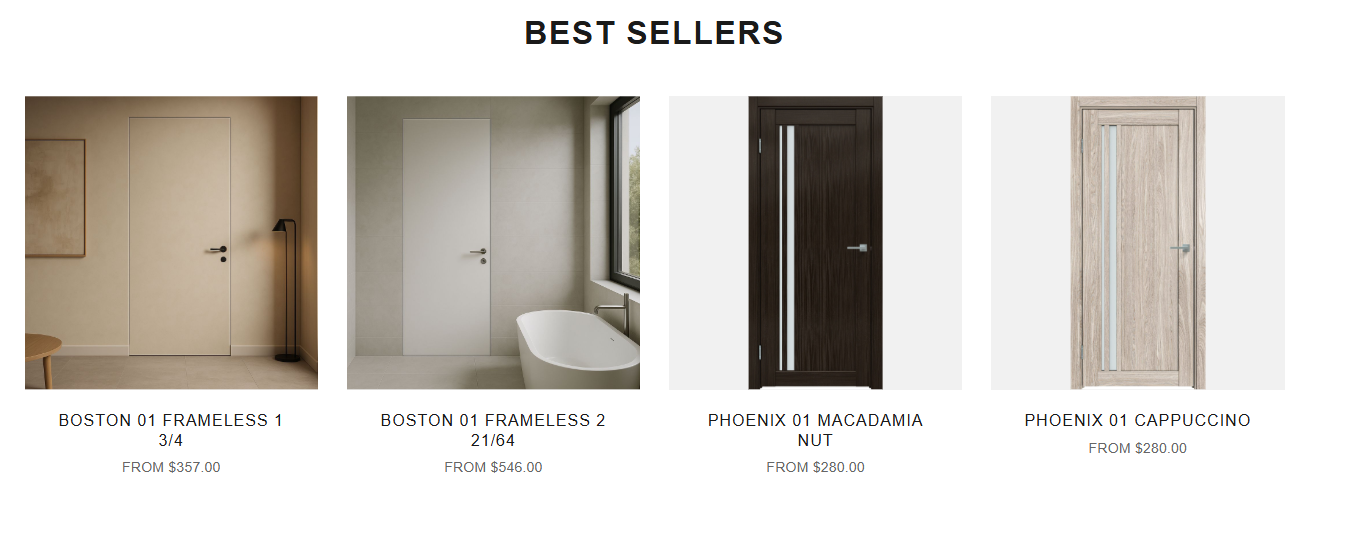 BEST SELLERS
BOSTON 01 FRAMELESS 1
3/4
FROM $357.00
BOSTON 01 FRAMELESS 2
21/64
FROM $546.00
PHOENIX 01 MACADAMIA
NUT
FROM $280.00
PHOENIX 01 CAPPUCCINO
FROM $280.00